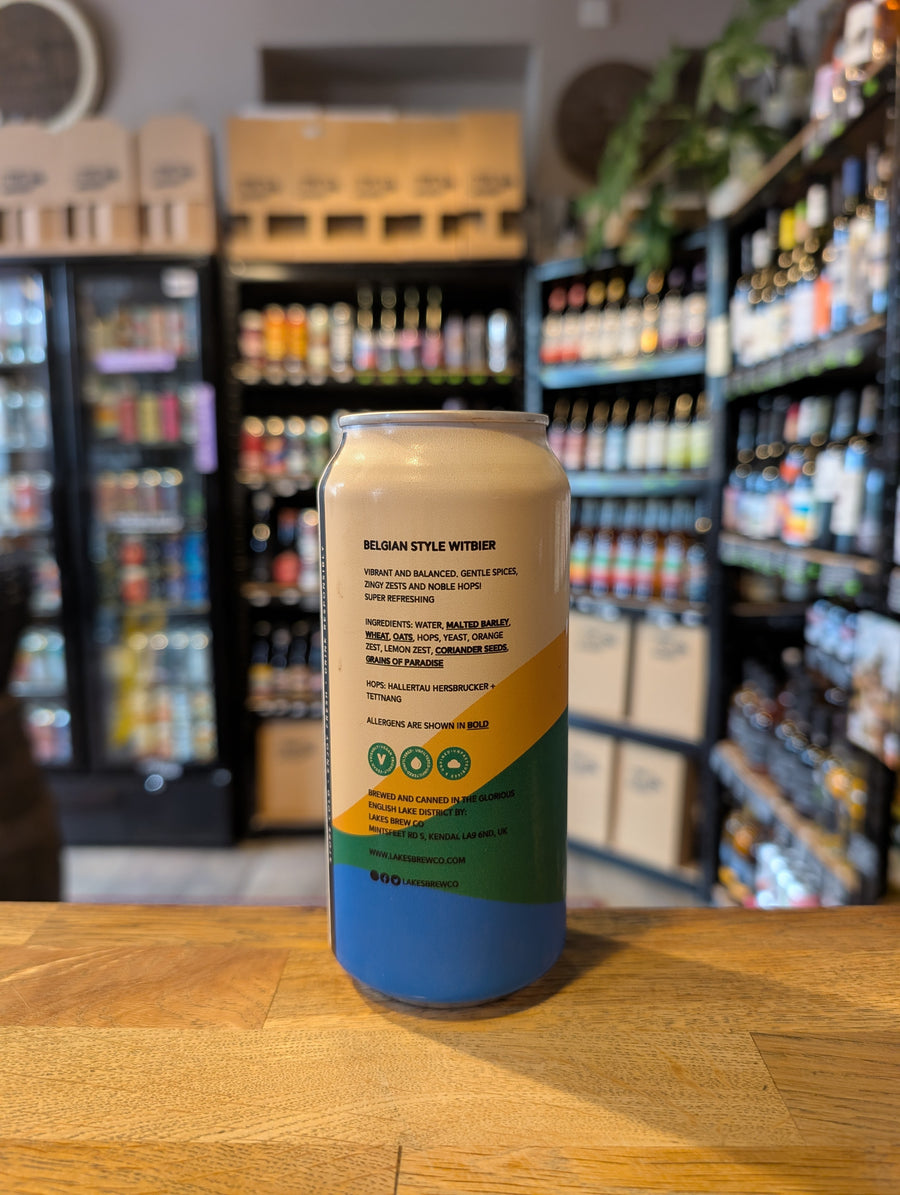 BELGIAN STYLE WITBIER
VIBRANT AND BALANCED. GENTLE SPICES,
ZINGY ZESTS AND NOBLE HOPS!
SUPER REFRESHING
INGREDIENTS: WATER, MALTED BARLEY,
WHEAT, OATS, HOPS, YEAST, ORANGE
ZEST, LEMON ZEST, CORIANDER SEEDS,
GRAINS OF PARADISE
HOPS: HALLERTAU HERSBRUCKER +
TETTNANG
ALLERGENS ARE SHOWN IN BOLD
V
BREWED AND CANNED IN THE GLORIOUS
ENGLISH LAKE DISTRICT BY:
LAKES BREW CO
MINTSFEET RD S, KENDAL LA9 6ND, UK
WWW.LAKESBREWCO.COM
LAKESBREWCO